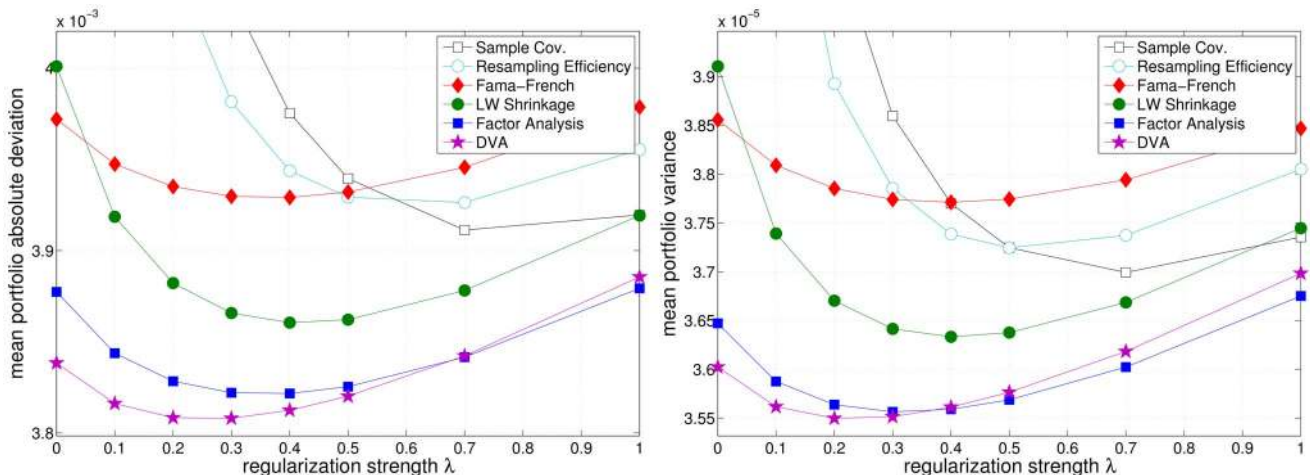 x 10⁻³
4
3.9
3.8
mean portfolio absolute deviation
Sample Cov.
Resampling Efficiency
Fama-French
LW Shrinkage
Factor Analysis
DVA
0 0.1 0.2 0.3 0.4 0.5 0.6 0.7 0.8 0.9 1
regularization strength λ
x 10⁻⁵
3.9
3.85
3.8
3.75
3.7
3.65
3.6
3.55
mean portfolio variance
Sample Cov.
Resampling Efficiency
Fama-French
LW Shrinkage
Factor Analysis
DVA
0 0.1 0.2 0.3 0.4 0.5 0.6 0.7 0.8 0.9 1
regularization strength λ